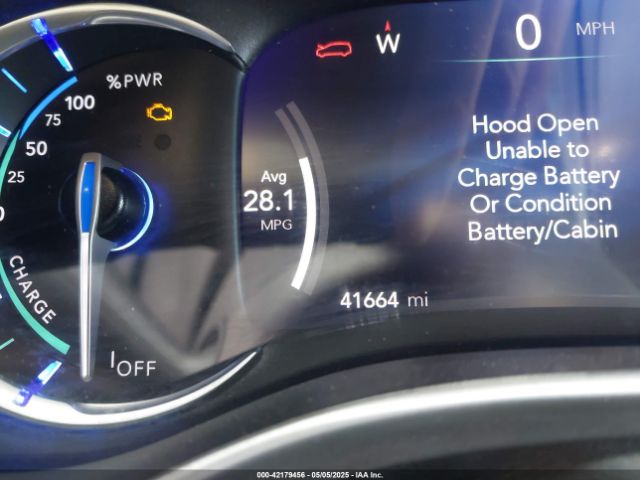 0 MPH
W
%PWR
100
75
50
25
0
Hood Open
Unable to
Charge Battery
Or Condition
Battery/Cabin
Avg
28.1
MPG
CHARGE
41664 mi
OFF
000-42179456 - 05/05/2025 - IAA Inc.